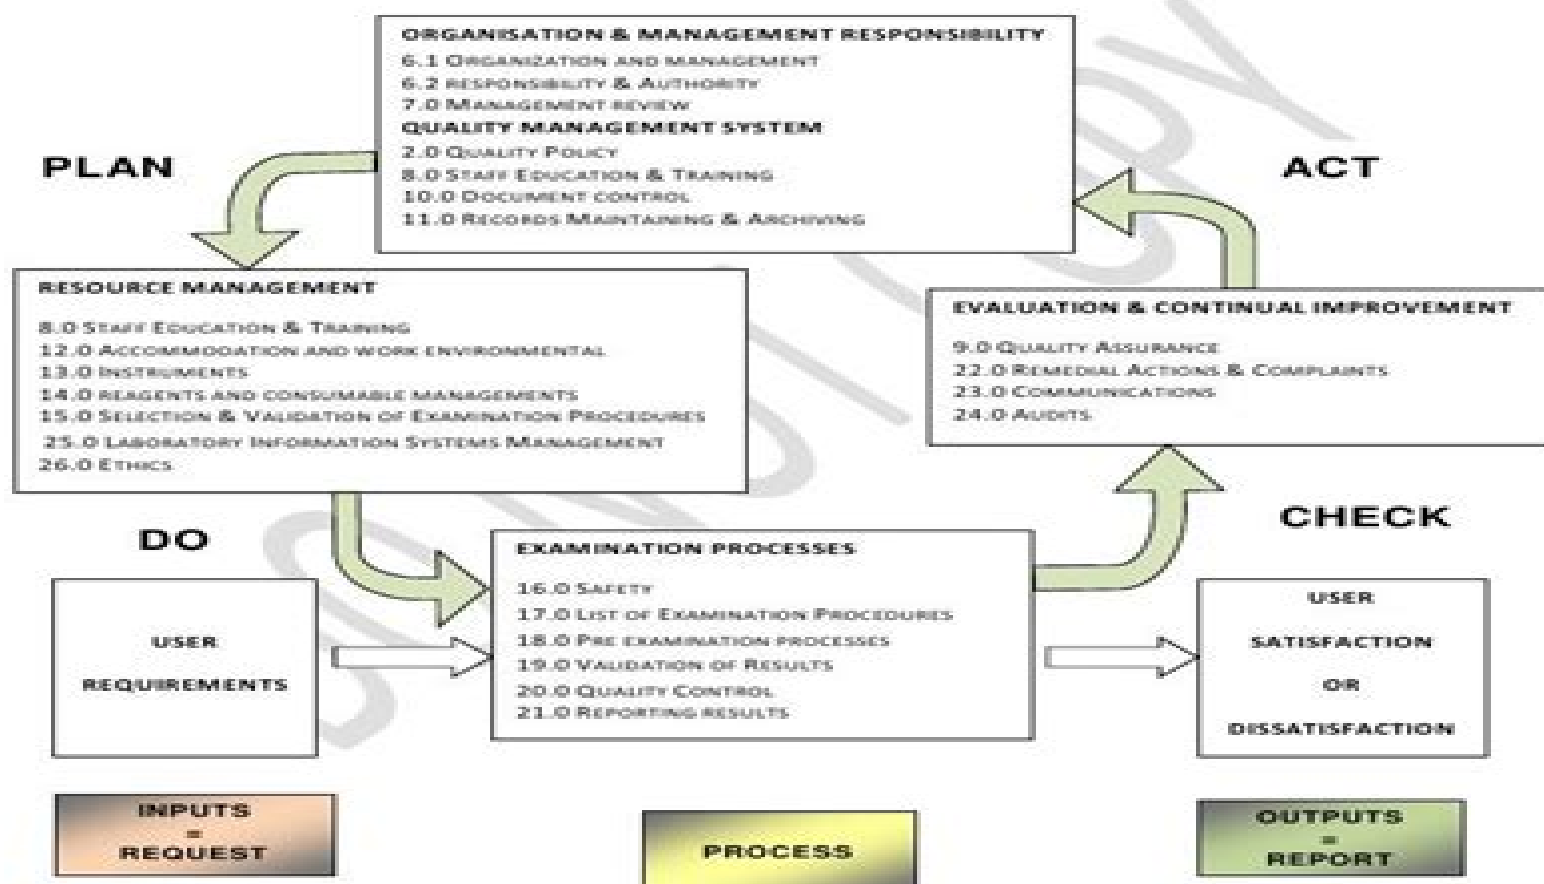 ORGANISATION & MANAGEMENT RESPONSIBILITY
6.1 ORGANIZATION AND MANAGEMENT
6.2 RESPONSIBILITY & AUTHORITY
7.0 MANAGEMENT REVIEW
QUALITY MANAGEMENT SYSTEM
2.0 QUALITY POLICY
8.0 STAFF EDUCATION & TRAINING
10.0 DOCUMENT CONTROL
11.0 RECORDS MAINTAINING & ARCHIVING
PLAN
ACT
RESOURCE MANAGEMENT
8.0 STAFF EDUCATION & TRAINING
12.0 ACCOMMODATION AND WORK ENVIRONMENTAL
13.0 INSTRUMENTS
14.0 REAGENTS AND CONSUMABLE MANAGEMENTS
15.0 SELECTION & VALIDATION OF EXAMINATION PROCEDURES
25.0 LABORATORY INFORMATION SYSTEMS MANAGEMENT
26.0 ETHICS
EVALUATION & CONTINUAL IMPROVEMENT
9.0 QUALITY ASSURANCE
22.0 REMEDIAL ACTIONS & COMPLAINTS
23.0 COMMUNICATIONS
24.0 AUDITS
DO
CHECK
EXAMINATION PROCESSES
16.0 SAFETY
17.0 LIST OF EXAMINATION PROCEDURES
18.0 PRE EXAMINATION PROCESSES
19.0 VALIDATION OF RESULTS
20.0 QUALITY CONTROL
21.0 REPORTING RESULTS
USER
REQUIREMENTS
USER
SATISFACTION
OR
DISSATISFACTION
INPUTS
=
REQUEST
PROCESS
OUTPUTS
=
REPORT